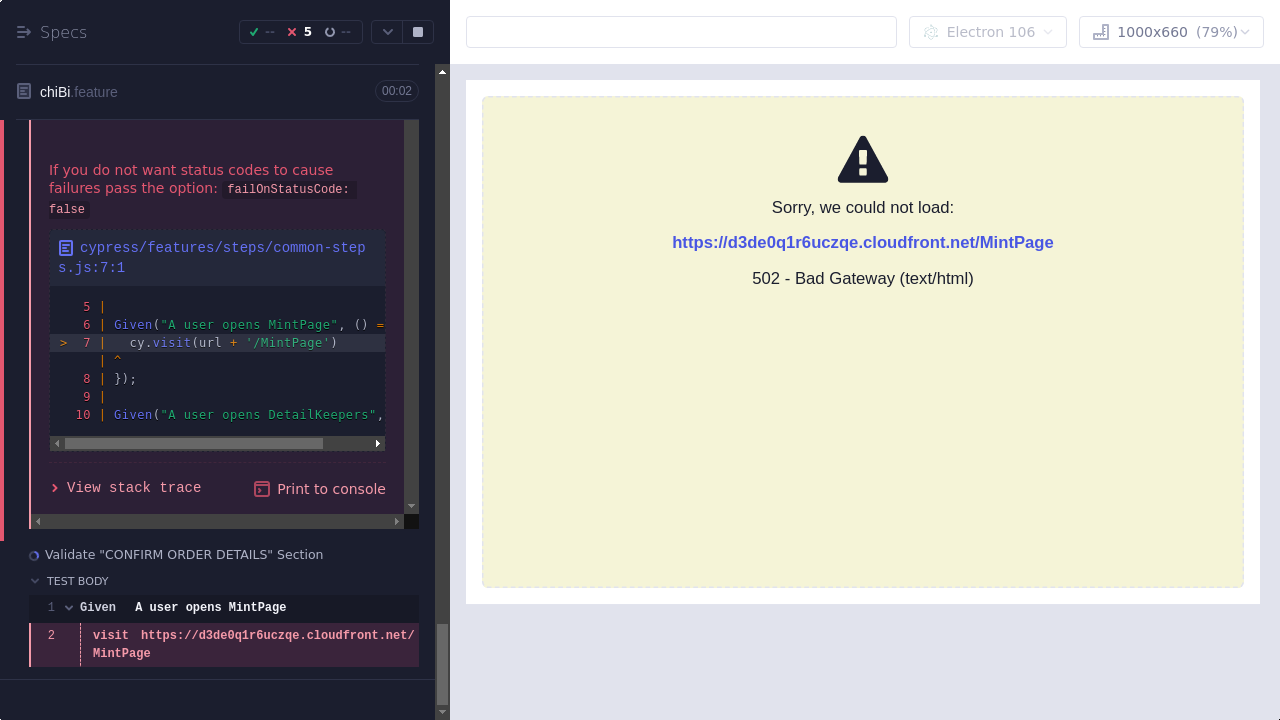 Specs
--
5
--
Electron 106
1000x660 (79%)
chiBi.feature
00:02
If you do not want status codes to cause
failures pass the option: failOnStatusCode:
false
cypress/features/steps/common-step
s.js:7:1
5 |
6 | Given("A user opens MintPage", () =
> 7 |   cy.visit(url + '/MintPage')
| ^
8 | });
9 |
10 | Given("A user opens DetailKeepers",
View stack trace
Print to console
Validate "CONFIRM ORDER DETAILS" Section
TEST BODY
1 Given A user opens MintPage
2 visit https://d3de0q1r6uczqe.cloudfront.net/
MintPage
Sorry, we could not load:
https://d3de0q1r6uczqe.cloudfront.net/MintPage
502 - Bad Gateway (text/html)